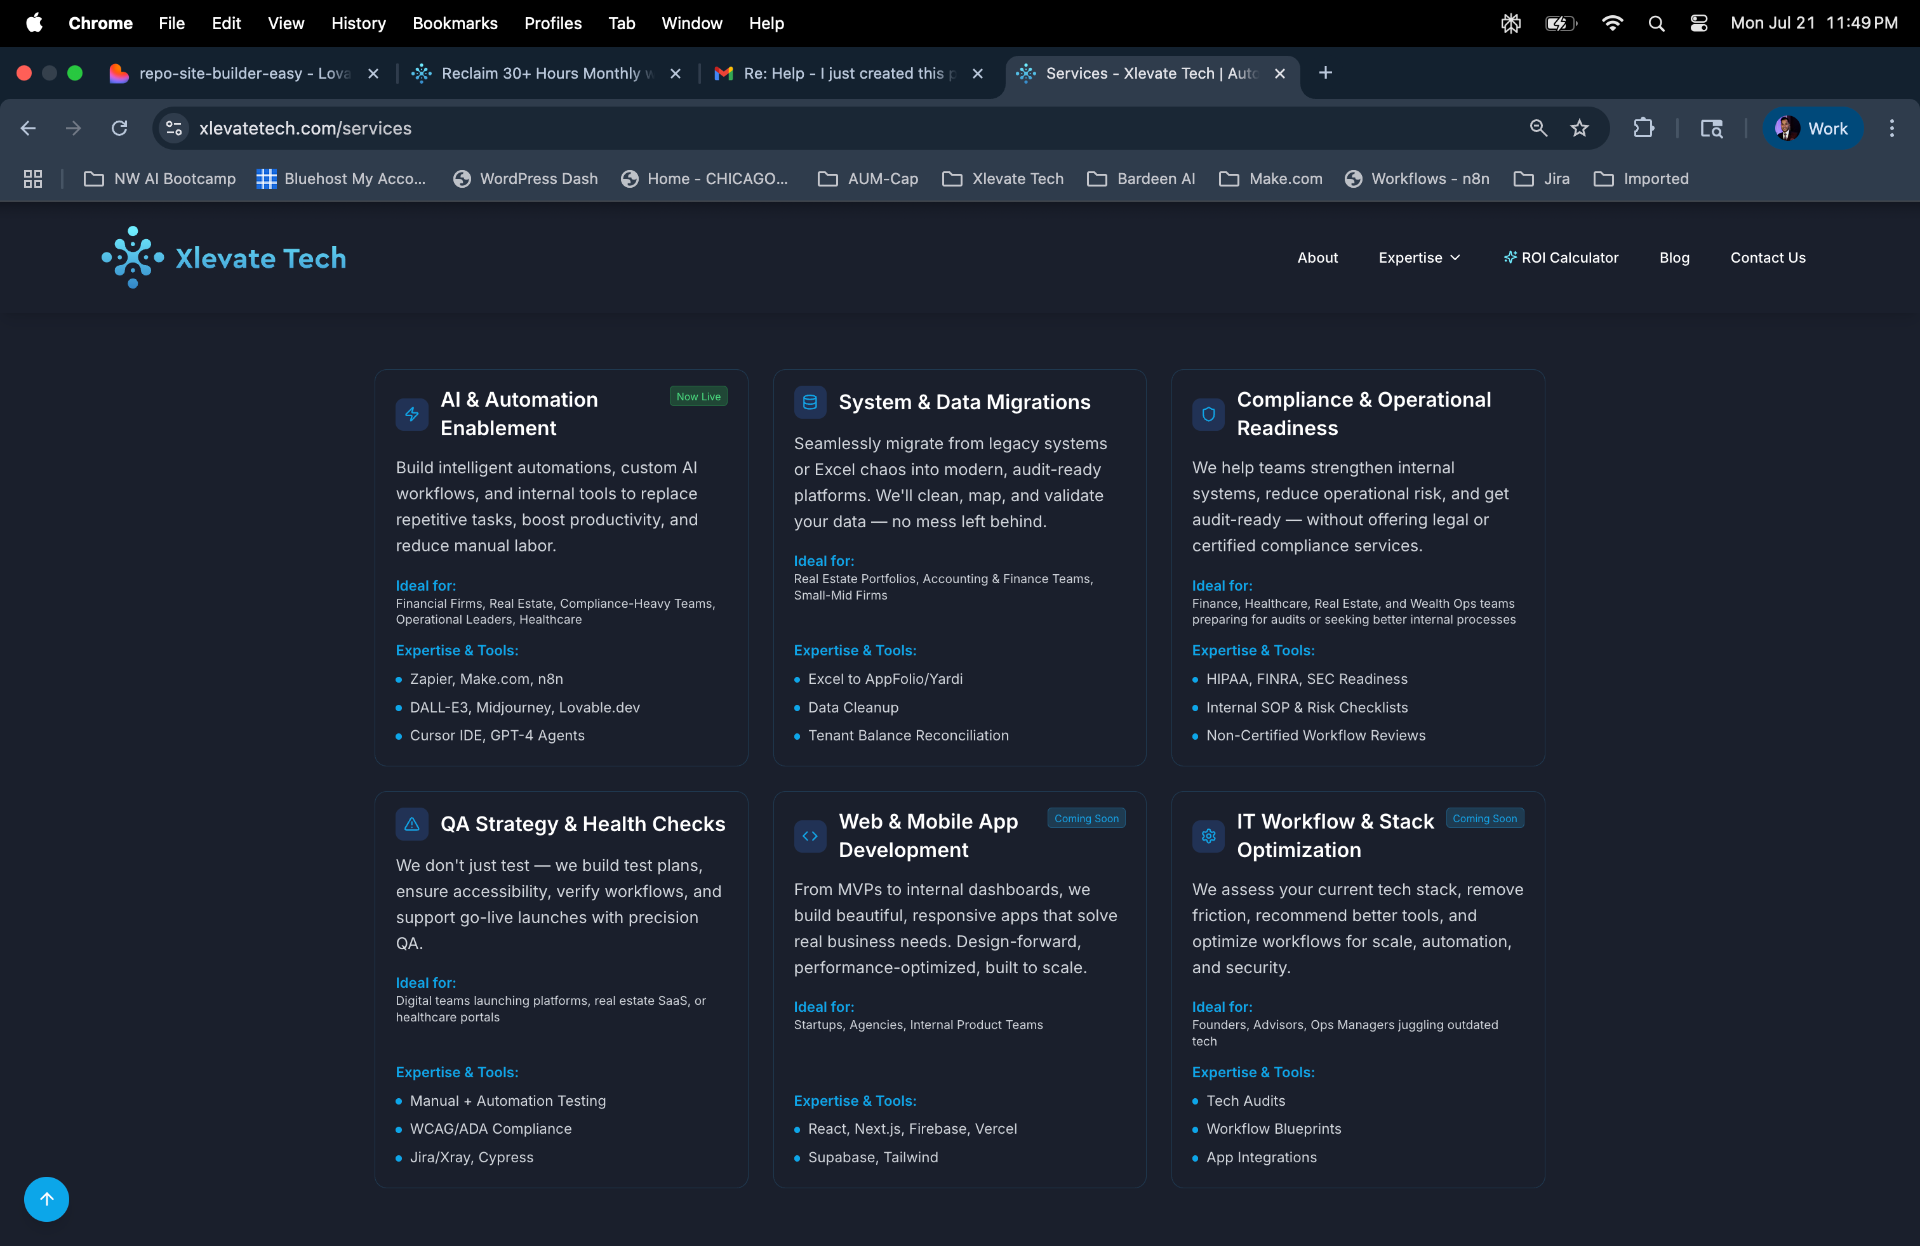 Chrome File Edit View History Bookmarks Profiles Tab Window Help Mon Jul 21 11:49 PM
repo-site-builder-easy - Lova Reclaim 30+ Hours Monthly w Re: Help - I just created this p Services - Xlevate Tech | Auto
xlevatetech.com/services Work
NW AI Bootcamp Bluehost My Acco... WordPress Dash Home - CHICAGO... AUM-Cap Xlevate Tech Bardeen AI Make.com Workflows - n8n Jira Imported
Xlevate Tech About Expertise ROI Calculator Blog Contact Us
AI & Automation
Enablement
Now Live
Build intelligent automations, custom AI
workflows, and internal tools to replace
repetitive tasks, boost productivity, and
reduce manual labor.
Ideal for:
Financial Firms, Real Estate, Compliance-Heavy Teams,
Operational Leaders, Healthcare
Expertise & Tools:
Zapier, Make.com, n8n
DALL-E3, Midjourney, Lovable.dev
Cursor IDE, GPT-4 Agents
System & Data Migrations
Seamlessly migrate from legacy systems
or Excel chaos into modern, audit-ready
platforms. We'll clean, map, and validate
your data — no mess left behind.
Ideal for:
Real Estate Portfolios, Accounting & Finance Teams,
Small-Mid Firms
Expertise & Tools:
Excel to AppFolio/Yardi
Data Cleanup
Tenant Balance Reconciliation
Compliance & Operational
Readiness
We help teams strengthen internal
systems, reduce operational risk, and get
audit-ready — without offering legal or
certified compliance services.
Ideal for:
Finance, Healthcare, Real Estate, and Wealth Ops teams
preparing for audits or seeking better internal processes
Expertise & Tools:
HIPAA, FINRA, SEC Readiness
Internal SOP & Risk Checklists
Non-Certified Workflow Reviews
QA Strategy & Health Checks
We don't just test — we build test plans,
ensure accessibility, verify workflows, and
support go-live launches with precision
QA.
Ideal for:
Digital teams launching platforms, real estate SaaS, or
healthcare portals
Expertise & Tools:
Manual + Automation Testing
WCAG/ADA Compliance
Jira/Xray, Cypress
Web & Mobile App
Development
Coming Soon
From MVPs to internal dashboards, we
build beautiful, responsive apps that solve
real business needs. Design-forward,
performance-optimized, built to scale.
Ideal for:
Startups, Agencies, Internal Product Teams
Expertise & Tools:
React, Next.js, Firebase, Vercel
Supabase, Tailwind
IT Workflow & Stack
Optimization
Coming Soon
We assess your current tech stack, remove
friction, recommend better tools, and
optimize workflows for scale, automation,
and security.
Ideal for:
Founders, Advisors, Ops Managers juggling outdated
tech
Expertise & Tools:
Tech Audits
Workflow Blueprints
App Integrations